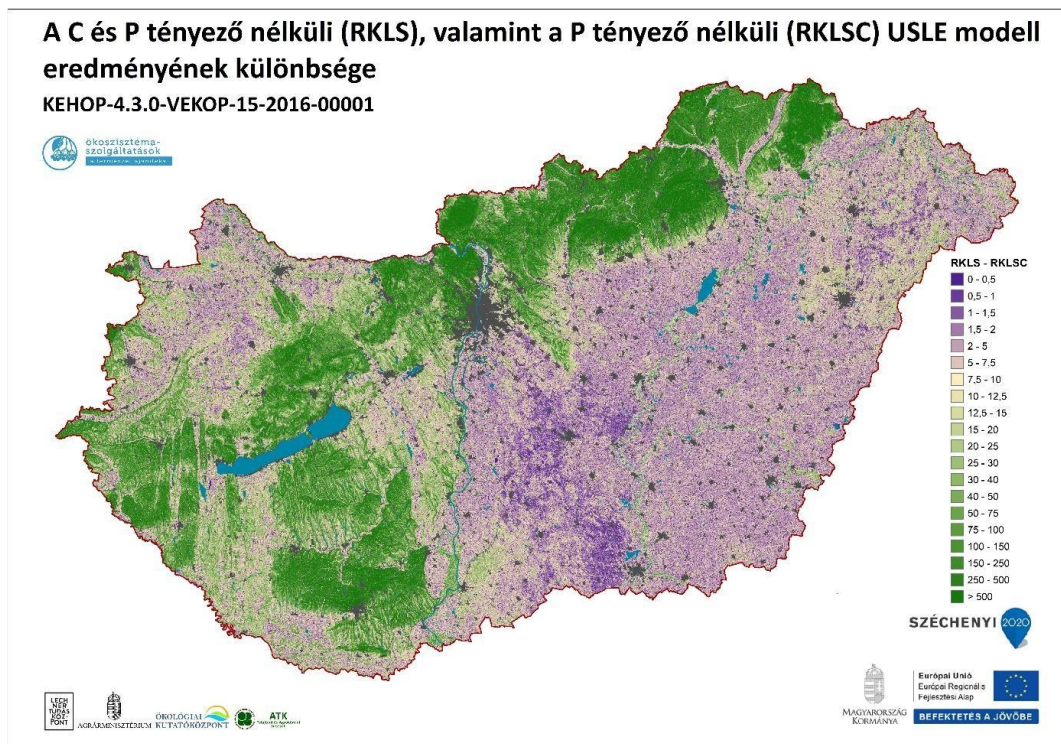 A C és P tényező nélküli (RKLS), valamint a P tényező nélküli (RKLSC) USLE modell
eredményének különbsége
KEHOP-4.3.0-VEKOP-15-2016-00001
ökoszisztéma-
szolgáltatások
a természet ajándéka
RKLS - RKLSC
0 - 0,5
0,5 - 1
1 - 1,5
1,5 - 2
2 - 5
5 - 7,5
7,5 - 10
10 - 12,5
12,5 - 15
15 - 20
20 - 25
25 - 30
30 - 40
40 - 50
50 - 75
75 - 100
100 - 150
150 - 250
250 - 500
> 500
SZÉCHENYI 2020
LECH
NER
TUDÁS
KÖZ
PONT
AGRÁRMINISZTÉRIUM
ÖKOLÓGIAI
KUTATÓKÖZPONT
ATK
MAGYARORSZÁG
KORMÁNYA
Európai Unió
Európai Regionális
Fejlesztési Alap
BEFEKTETÉS A JÖVŐBE